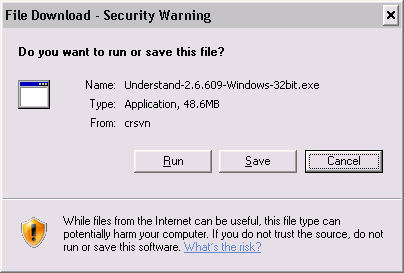 File Download - Security Warning
Do you want to run or save this file?
Name: Understand-2.6.609-Windows-32bit.exe
Type: Application, 48.6MB
From: crsvn
Run Save Cancel
While files from the Internet can be useful, this file type can
potentially harm your computer. If you do not trust the source, do not
run or save this software. What's the risk?